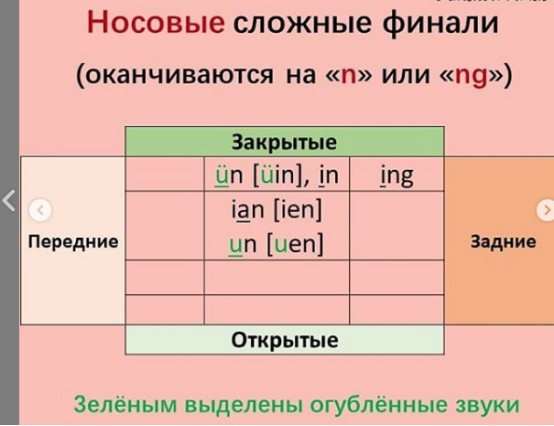 Носовые сложные финали
(оканчиваются на «n» или «ng»)
Закрытые
ün [üin], in
ing
ian [ien]
un [uen]
Передние
Задние
Открытые
Зелёным выделены огублённые звуки